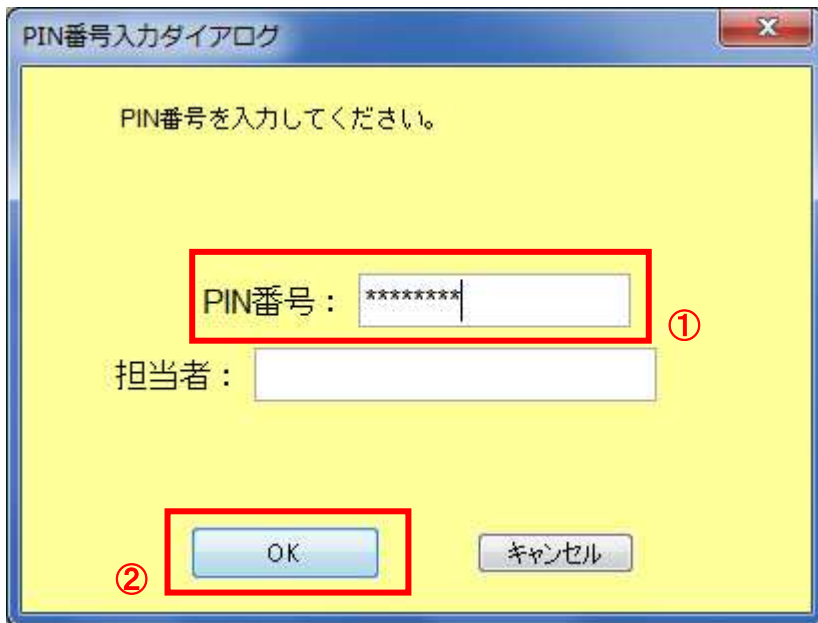 PIN番号入力ダイアログ
PIN番号を入力してください。
PIN番号： ********
①
担当者：
OK
キャンセル
②